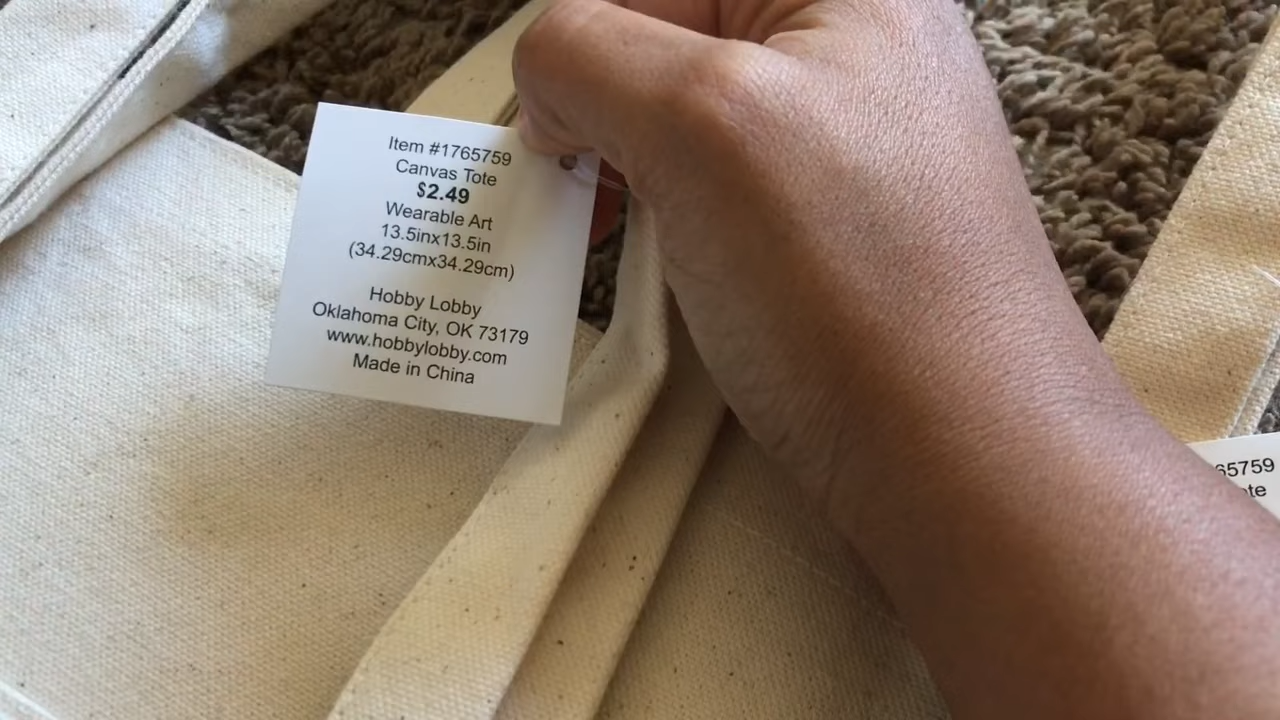 Item #1765759
Canvas Tote
$2.49
Wearable Art
13.5inx13.5in
(34.29cmx34.29cm)
Hobby Lobby
Oklahoma City, OK 73179
www.hobbylobby.com
Made in China
65759
ote